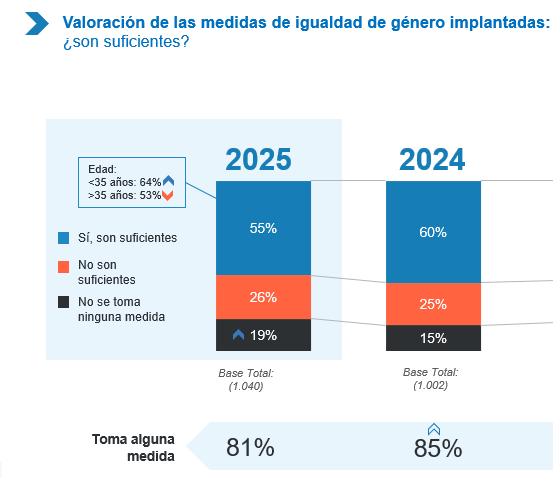 Valoración de las medidas de igualdad de género implantadas:
¿son suficientes?
2025
2024
Edad:
<35 años: 64%
>35 años: 53%
Sí, son suficientes
No son
suficientes
No se toma
ninguna medida
55%
26%
19%
60%
25%
15%
Base Total:
(1.040)
Base Total:
(1.002)
Toma alguna
medida
81%
85%